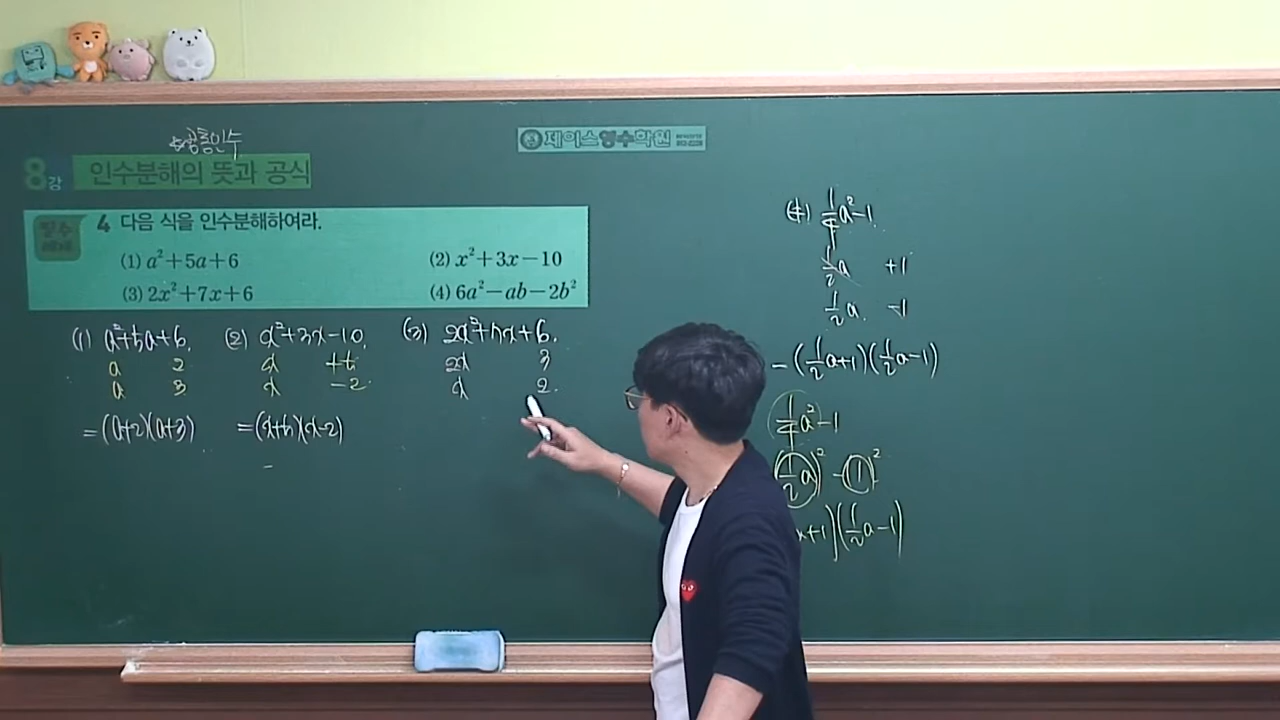 ☆공통인수
제이스영수학원
8강 인수분해의 뜻과 공식
필수 예제 4 다음 식을 인수분해하여라.
(1) a²+5a+6 (2) x²+3x−10
(3) 2x²+7x+6 (4) 6a²−ab−2b²
(1) a²+5a+6.
a 2
a 3
=(a+2)(a+3)
(2) x²+3x−10.
x +5
x −2
=(x+5)(x−2)
(3) 2x²+7x+6.
2x 3
x 2
(4) 1/4a²−1
1/2a +1
1/2a −1
=(1/2a+1)(1/2a−1)
1/4a²−1
(1/2a)²−(1)²
+1)(1/2a−1)